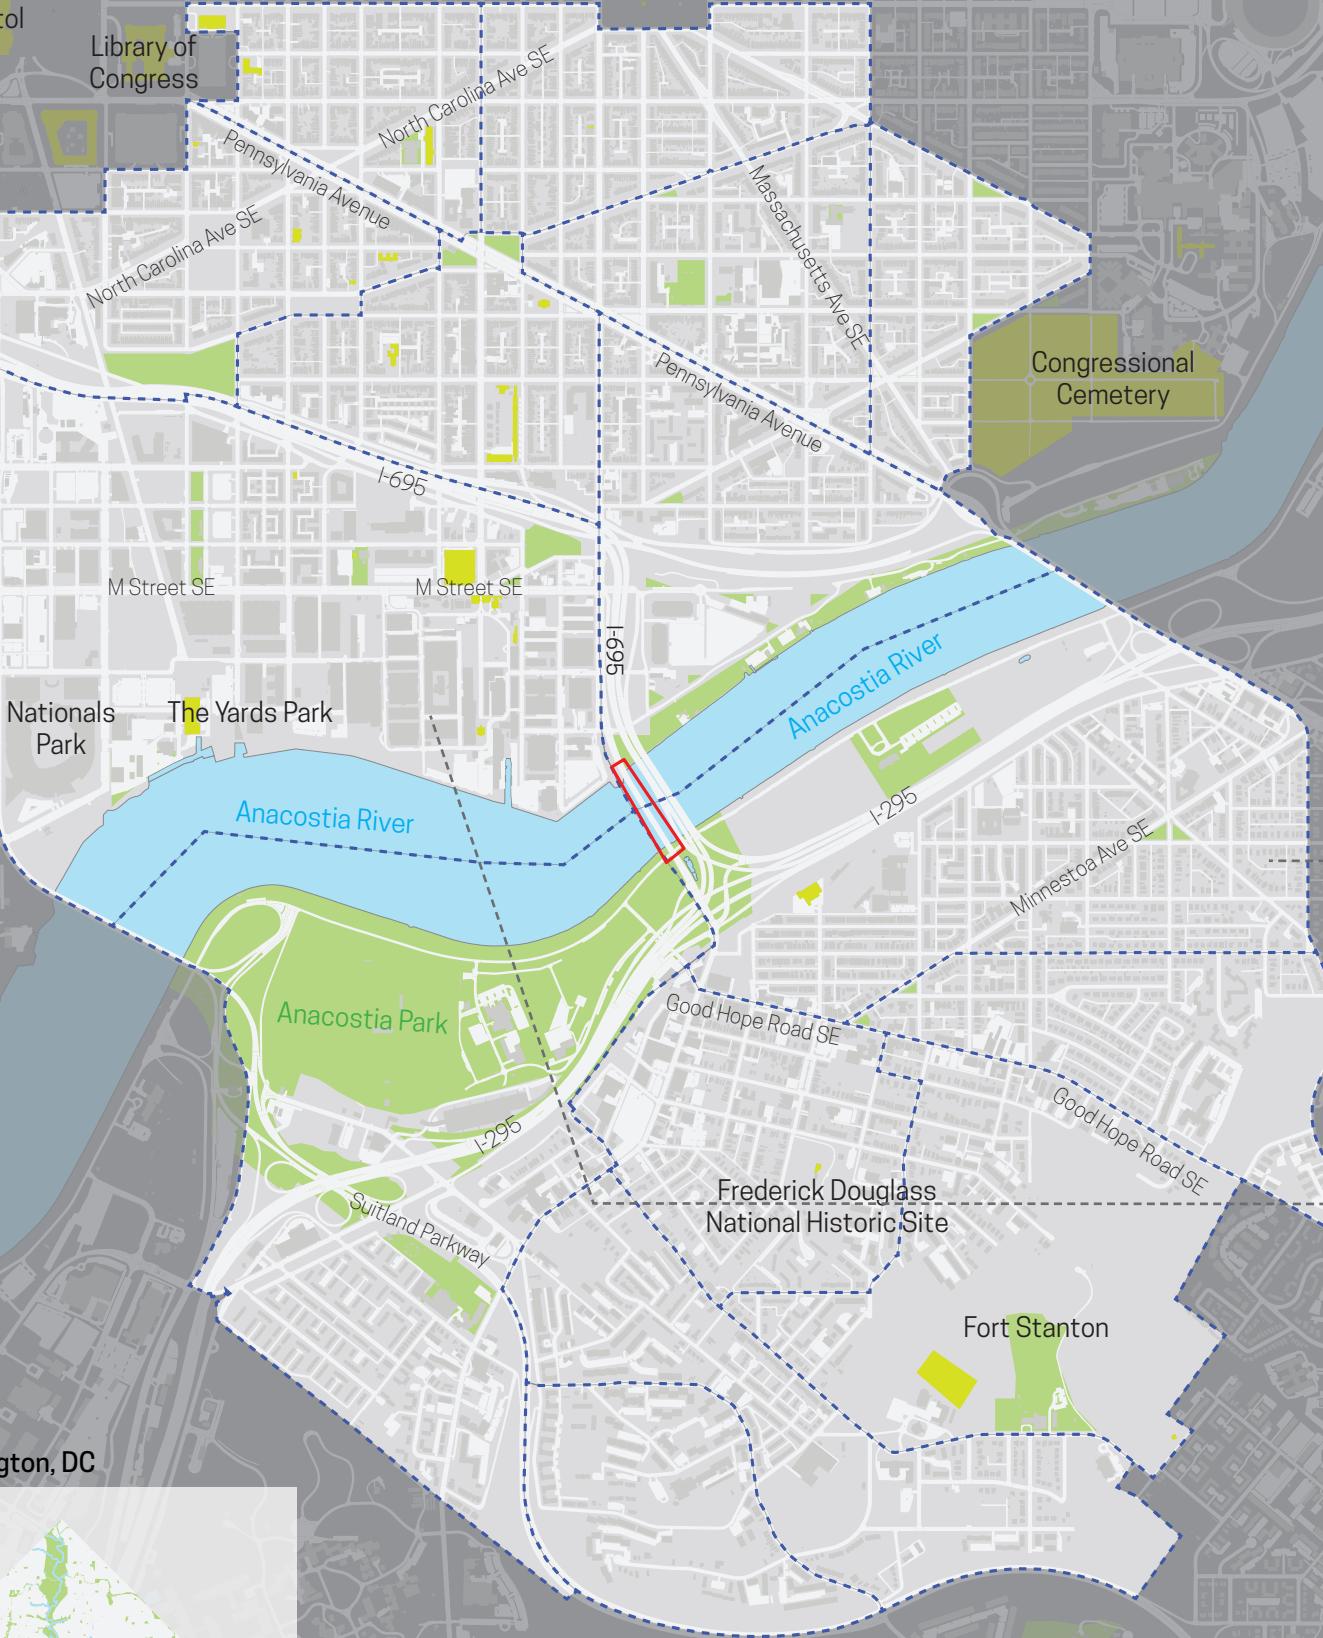 tol
Library of
Congress
North Carolina Ave SE
Pennsylvania Avenue
North Carolina Ave SE
Massachusetts Ave SE
Congressional
Cemetery
Pennsylvania Avenue
I-695
M Street SE
M Street SE
I-695
Anacostia River
Nationals
Park
The Yards Park
Anacostia River
I-295
Minnestoa Ave SE
Anacostia Park
Good Hope Road SE
I-295
Good Hope Road SE
Suitland Parkway
Frederick Douglass
National Historic Site
Fort Stanton
gton, DC